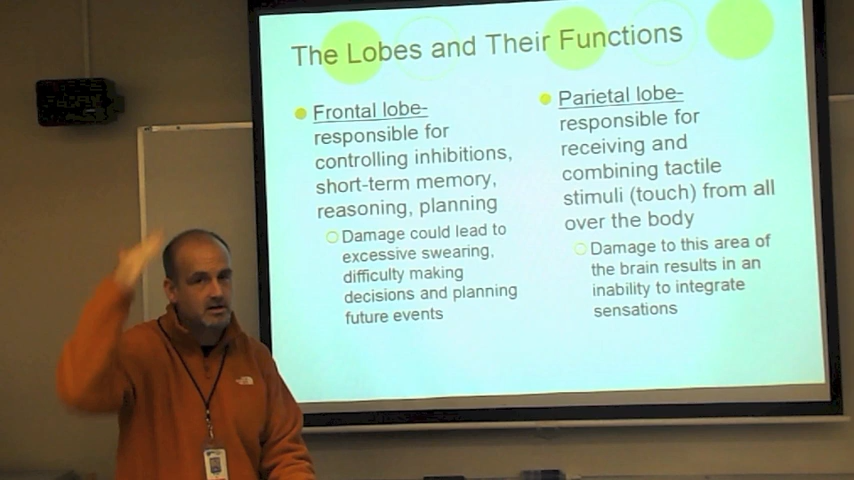 The Lobes and Their Functions
Frontal lobe-
responsible for
controlling inhibitions,
short-term memory,
reasoning, planning
Damage could lead to
excessive swearing,
difficulty making
decisions and planning
future events
Parietal lobe-
responsible for
receiving and
combining tactile
stimuli (touch) from all
over the body
Damage to this area of
the brain results in an
inability to integrate
sensations